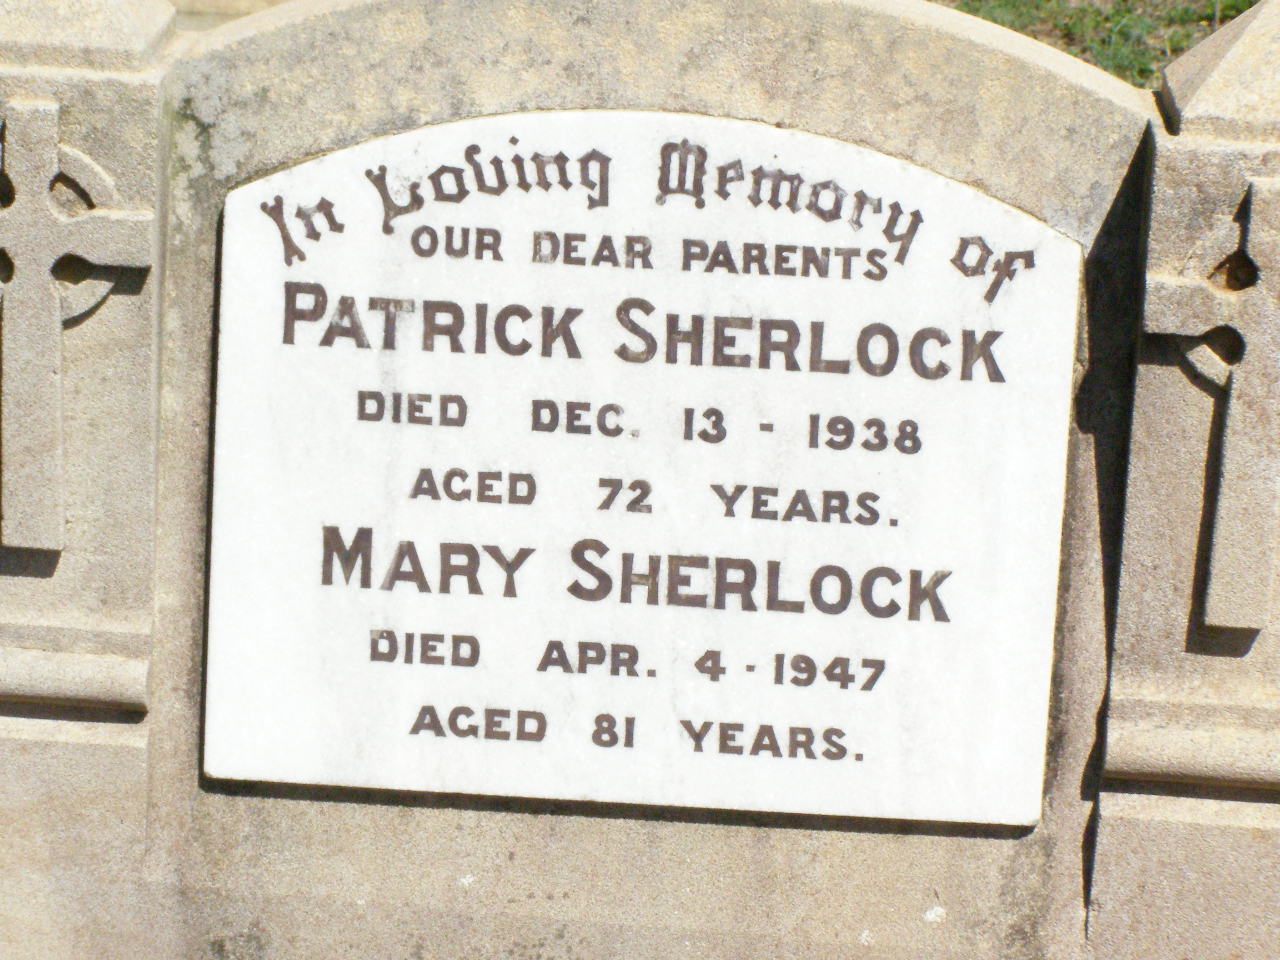 In Loving Memory of
OUR DEAR PARENTS
PATRICK SHERLOCK
DIED DEC. 13 - 1938
AGED 72 YEARS.
MARY SHERLOCK
DIED APR. 4 - 1947
AGED 81 YEARS.